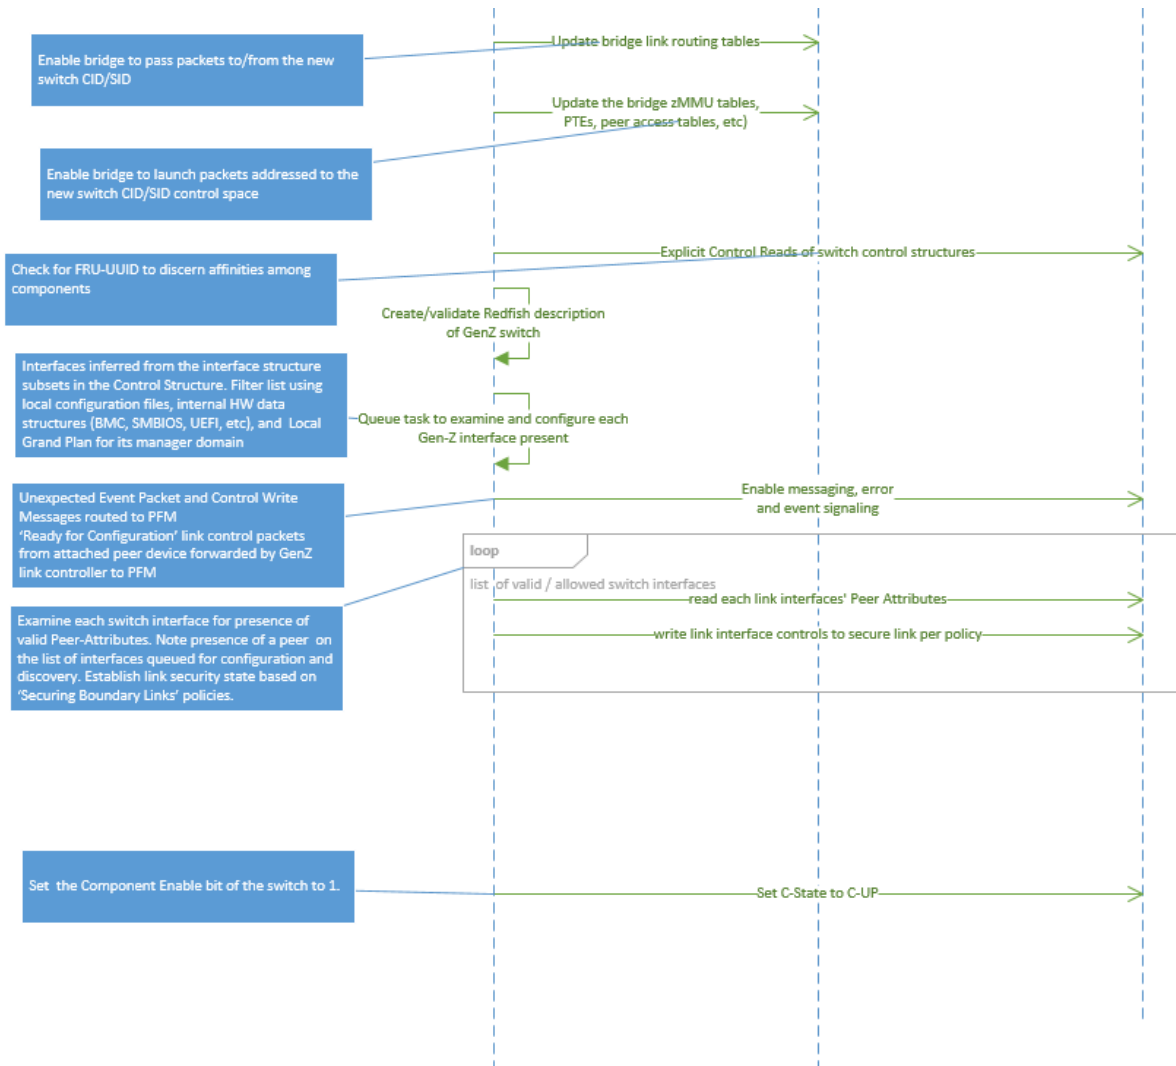 Enable bridge to pass packets to/from the new
switch CID/SID
Update bridge link routing tables
Update the bridge zMMU tables,
PTEs, peer access tables, etc)
Enable bridge to launch packets addressed to the
new switch CID/SID control space
Explicit Control Reads of switch control structures
Check for FRU-UUID to discern affinities among
components
Create/validate Redfish description
of GenZ switch
Interfaces inferred from the interface structure
subsets in the Control Structure. Filter list using
local configuration files, internal HW data
structures (BMC, SMBIOS, UEFI, etc), and Local
Grand Plan for its manager domain
Queue task to examine and configure each
Gen-Z interface present
Unexpected Event Packet and Control Write
Messages routed to PFM
‘Ready for Configuration’ link control packets
from attached peer device forwarded by GenZ
link controller to PFM
Enable messaging, error
and event signaling
loop
list of valid / allowed switch interfaces
read each link interfaces' Peer Attributes
write link interface controls to secure link per policy
Examine each switch interface for presence of
valid Peer-Attributes. Note presence of a peer on
the list of interfaces queued for configuration and
discovery. Establish link security state based on
‘Securing Boundary Links’ policies.
Set the Component Enable bit of the switch to 1.
Set C-State to C-UP